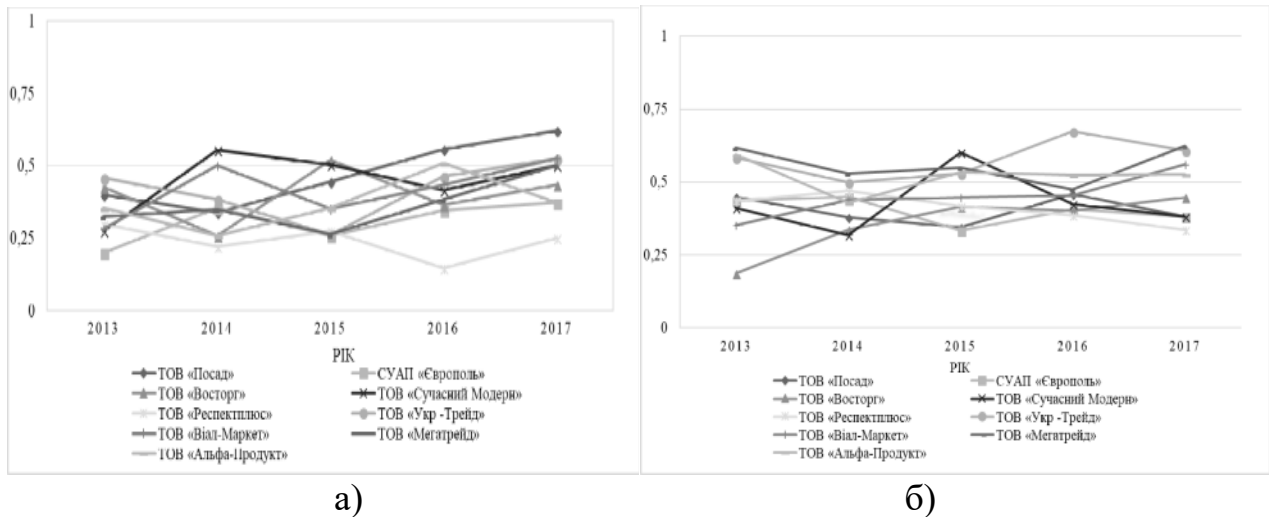 1
0,75
0,5
0,25
0
2013 2014 2015 2016 2017
РІК
ТОВ «Посад» СУАП «Європоль»
ТОВ «Восторг» ТОВ «Сучасний Модерн»
ТОВ «Респектплюс» ТОВ «Укр -Трейд»
ТОВ «Віал-Маркет» ТОВ «Мегатрейд»
ТОВ «Альфа-Продукт»
а)
1
0,75
0,5
0,25
0
2013 2014 2015 2016 2017
РІК
ТОВ «Посад» СУАП «Європоль»
ТОВ «Восторг» ТОВ «Сучасний Модерн»
ТОВ «Респектплюс» ТОВ «Укр -Трейд»
ТОВ «Віал-Маркет» ТОВ «Мегатрейд»
ТОВ «Альфа-Продукт»
б)